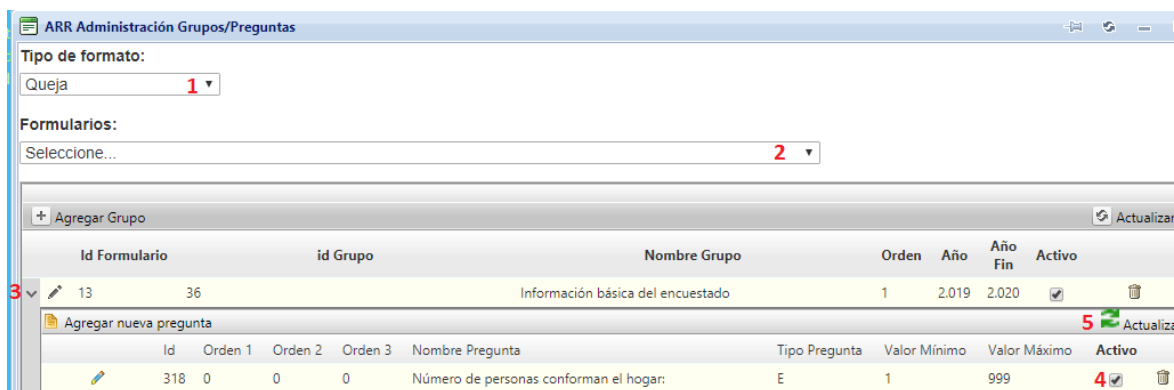 ARR Administración Grupos/Preguntas
Tipo de formato:
Queja 1
Formularios:
Seleccione... 2
Agregar Grupo Actualizar
Id Formulario id Grupo Nombre Grupo Orden Año Año Fin Activo
3 13 36 Información básica del encuestado 1 2.019 2.020
Agregar nueva pregunta 5 Actualiza
Id Orden 1 Orden 2 Orden 3 Nombre Pregunta Tipo Pregunta Valor Mínimo Valor Máximo Activo
318 0 0 0 Número de personas conforman el hogar: E 1 999 4